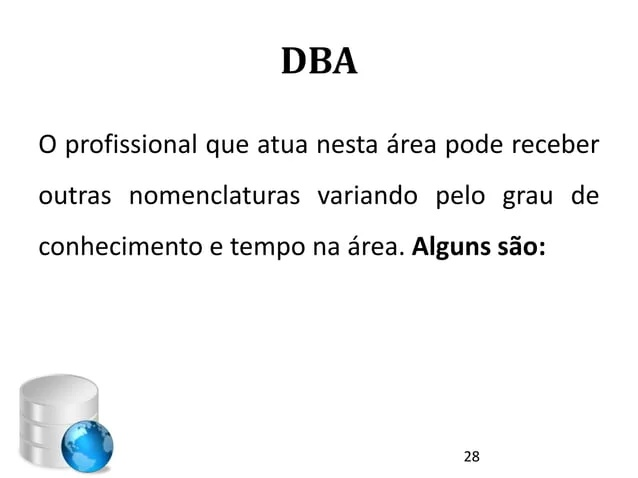 DBA
O profissional que atua nesta área pode receber
outras nomenclaturas variando pelo grau de
conhecimento e tempo na área. Alguns são:
28